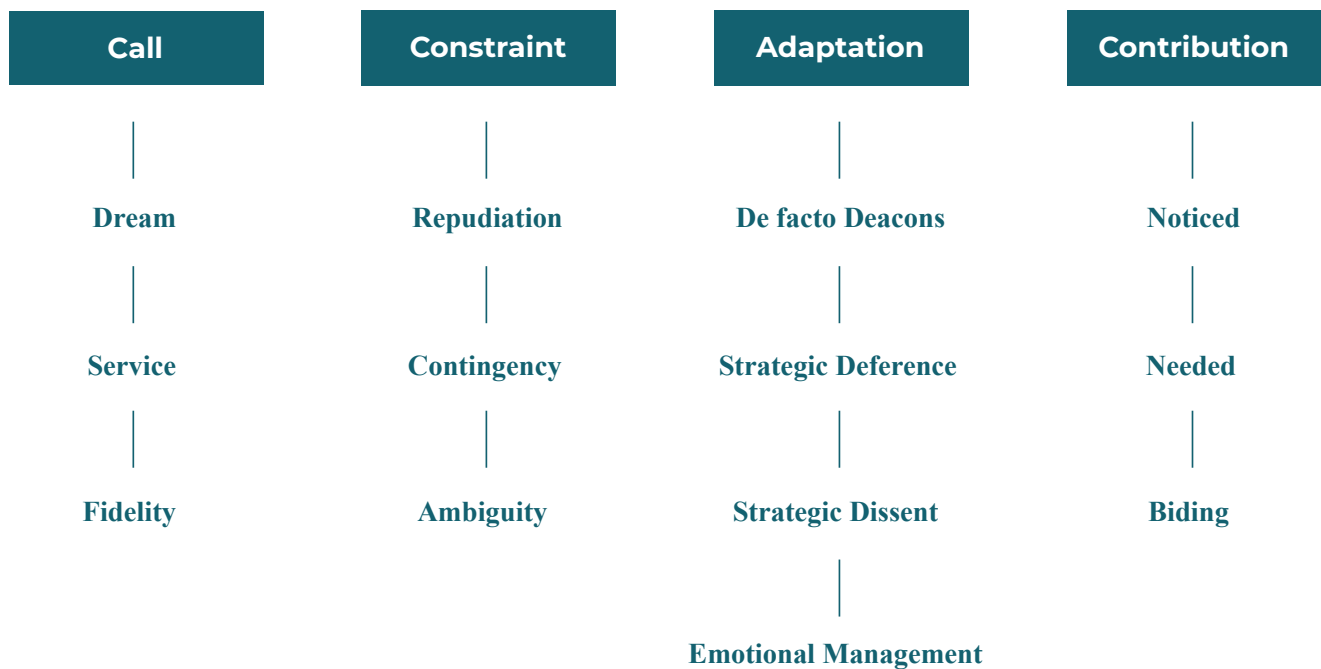 Call
Dream
Service
Fidelity
Constraint
Repudiation
Contingency
Ambiguity
Adaptation
De facto Deacons
Strategic Deference
Strategic Dissent
Emotional Management
Contribution
Noticed
Needed
Biding